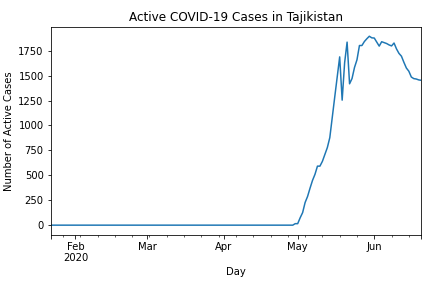 Active COVID-19 Cases in Tajikistan
Number of Active Cases
1750
1500
1250
1000
750
500
250
0
Feb Mar Apr May Jun
2020
Day